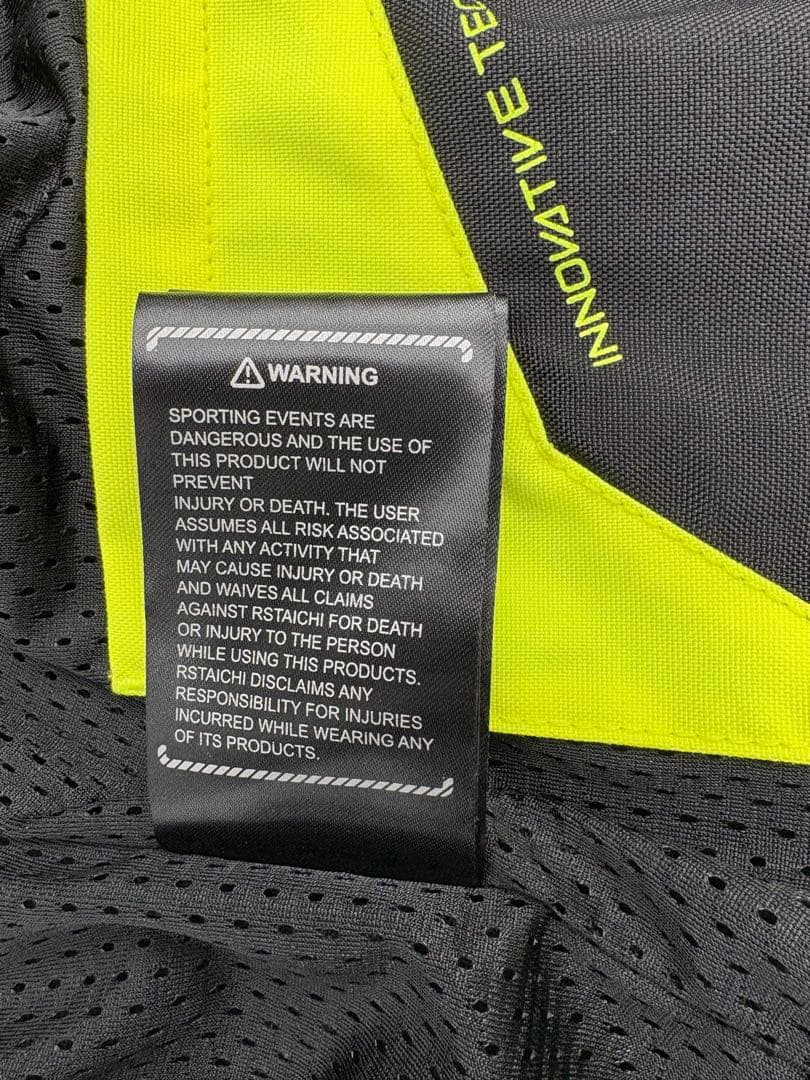 INNOVATIVE
WARNING
SPORTING EVENTS ARE
DANGEROUS AND THE USE OF
THIS PRODUCT WILL NOT
PREVENT
INJURY OR DEATH. THE USER
ASSUMES ALL RISK ASSOCIATED
WITH ANY ACTIVITY THAT
MAY CAUSE INJURY OR DEATH
AND WAIVES ALL CLAIMS
AGAINST RSTAICHI FOR DEATH
OR INJURY TO THE PERSON
WHILE USING THIS PRODUCTS.
RSTAICHI DISCLAIMS ANY
RESPONSIBILITY FOR INJURIES
INCURRED WHILE WEARING ANY
OF ITS PRODUCTS.